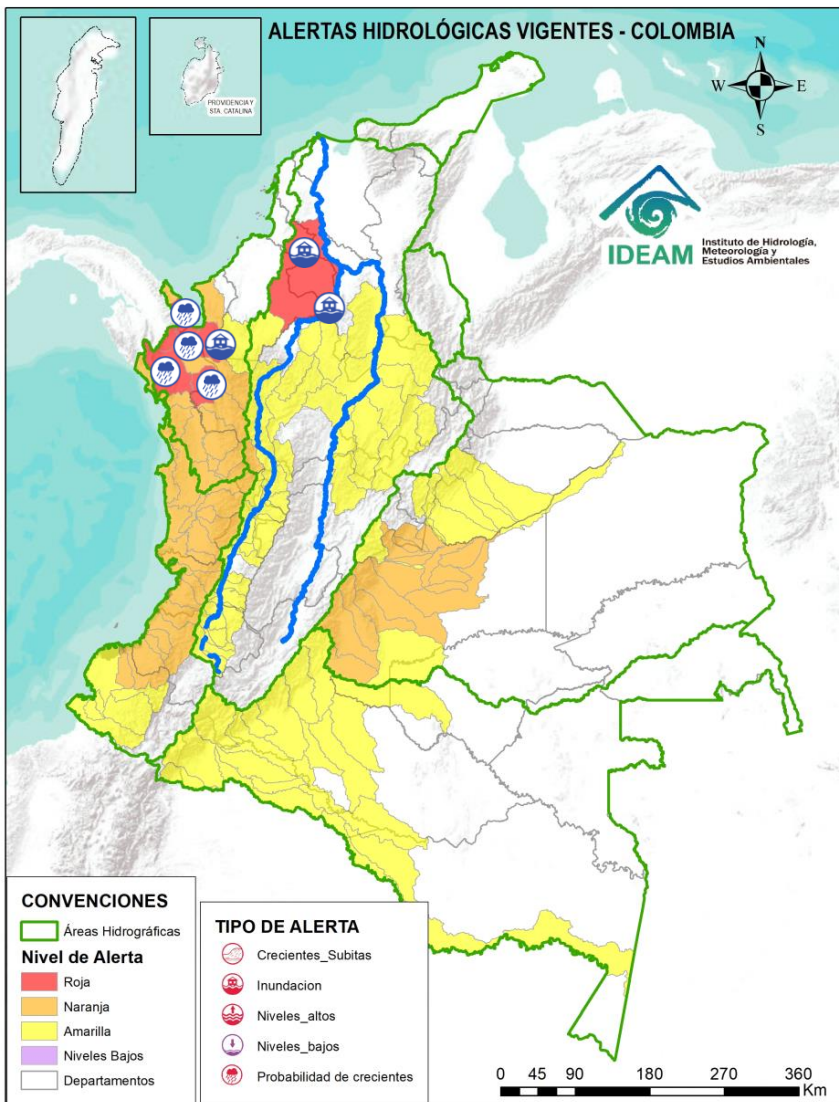 ALERTAS HIDROLÓGICAS VIGENTES - COLOMBIA
PROVIDENCIA Y
STA. CATALINA
N
W
E
S
IDEAM
Instituto de Hidrología,
Meteorología y
Estudios Ambientales
CONVENCIONES
Áreas Hidrográficas
Nivel de Alerta
Roja
Naranja
Amarilla
Niveles Bajos
Departamentos
TIPO DE ALERTA
Crecientes_Subitas
Inundacion
Niveles_altos
Niveles_bajos
Probabilidad de crecientes
0 45 90 180 270 360
Km